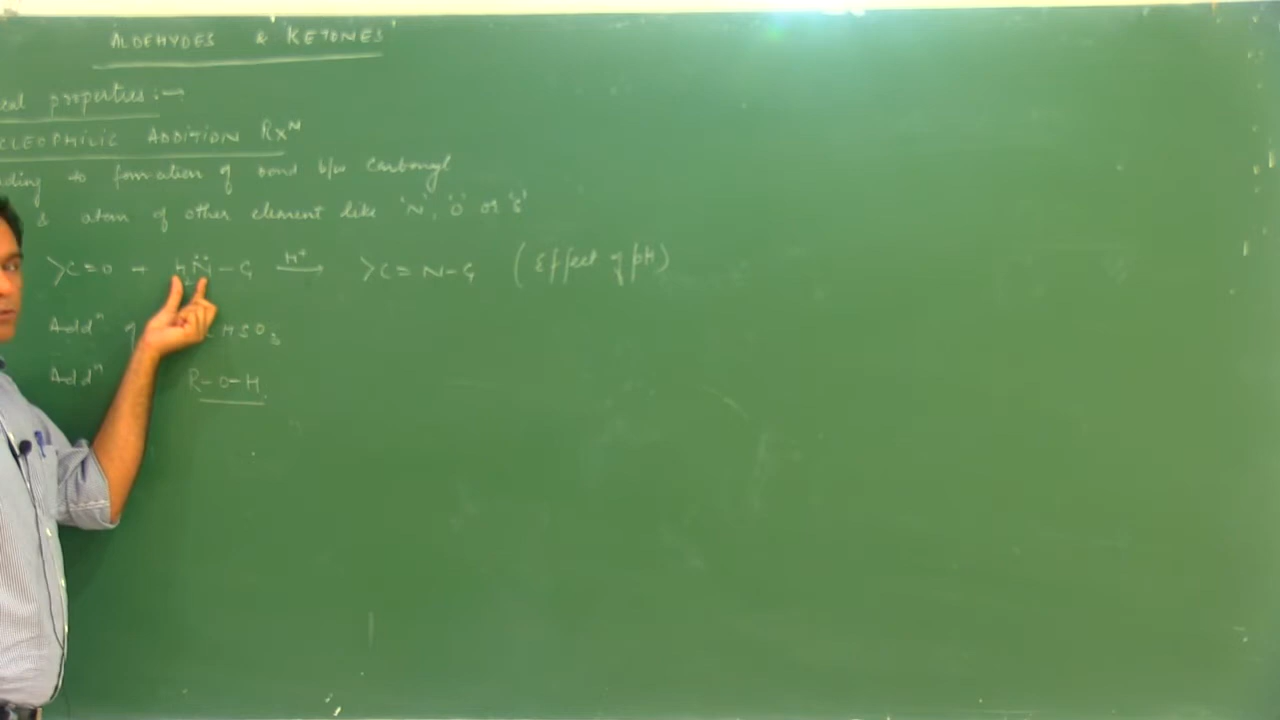 ALDEHYDES & KETONES
cal properties :→
CLEOPHILIC ADDITION RXᴺ
ding to formation of bond b/w Carbonyl
& atom of other element like 'N', 'O' or 'S'
>C=O + H₂N̈-G H⁺→ >C=N-G (Effect of pH)
Addⁿ HSO₃
Addⁿ R-O-H